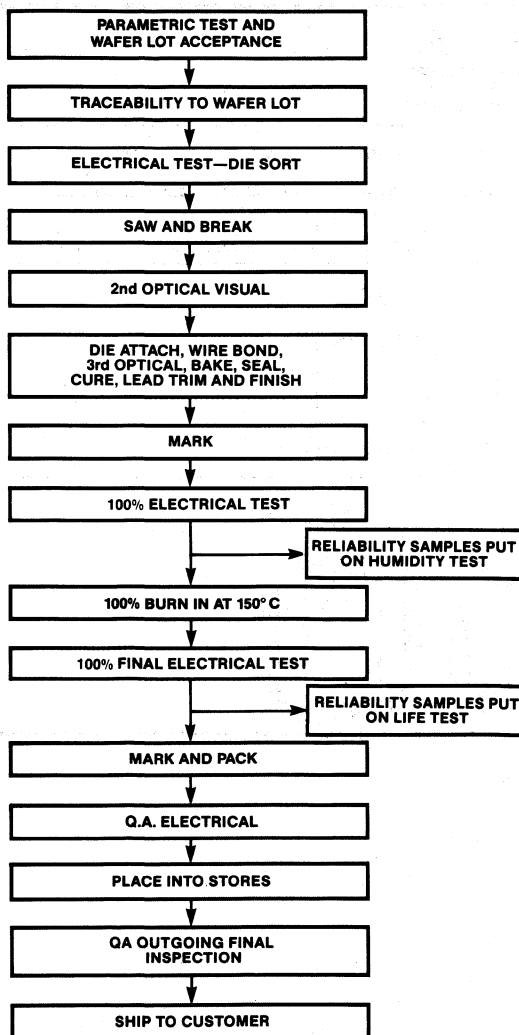 PARAMETRIC TEST AND
WAFER LOT ACCEPTANCE
TRACEABILITY TO WAFER LOT
ELECTRICAL TEST—DIE SORT
SAW AND BREAK
2nd OPTICAL VISUAL
DIE ATTACH, WIRE BOND,
3rd OPTICAL, BAKE, SEAL,
CURE, LEAD TRIM AND FINISH
MARK
100% ELECTRICAL TEST
RELIABILITY SAMPLES PUT
ON HUMIDITY TEST
100% BURN IN AT 150°C
100% FINAL ELECTRICAL TEST
RELIABILITY SAMPLES PUT
ON LIFE TEST
MARK AND PACK
Q.A. ELECTRICAL
PLACE INTO STORES
QA OUTGOING FINAL
INSPECTION
SHIP TO CUSTOMER